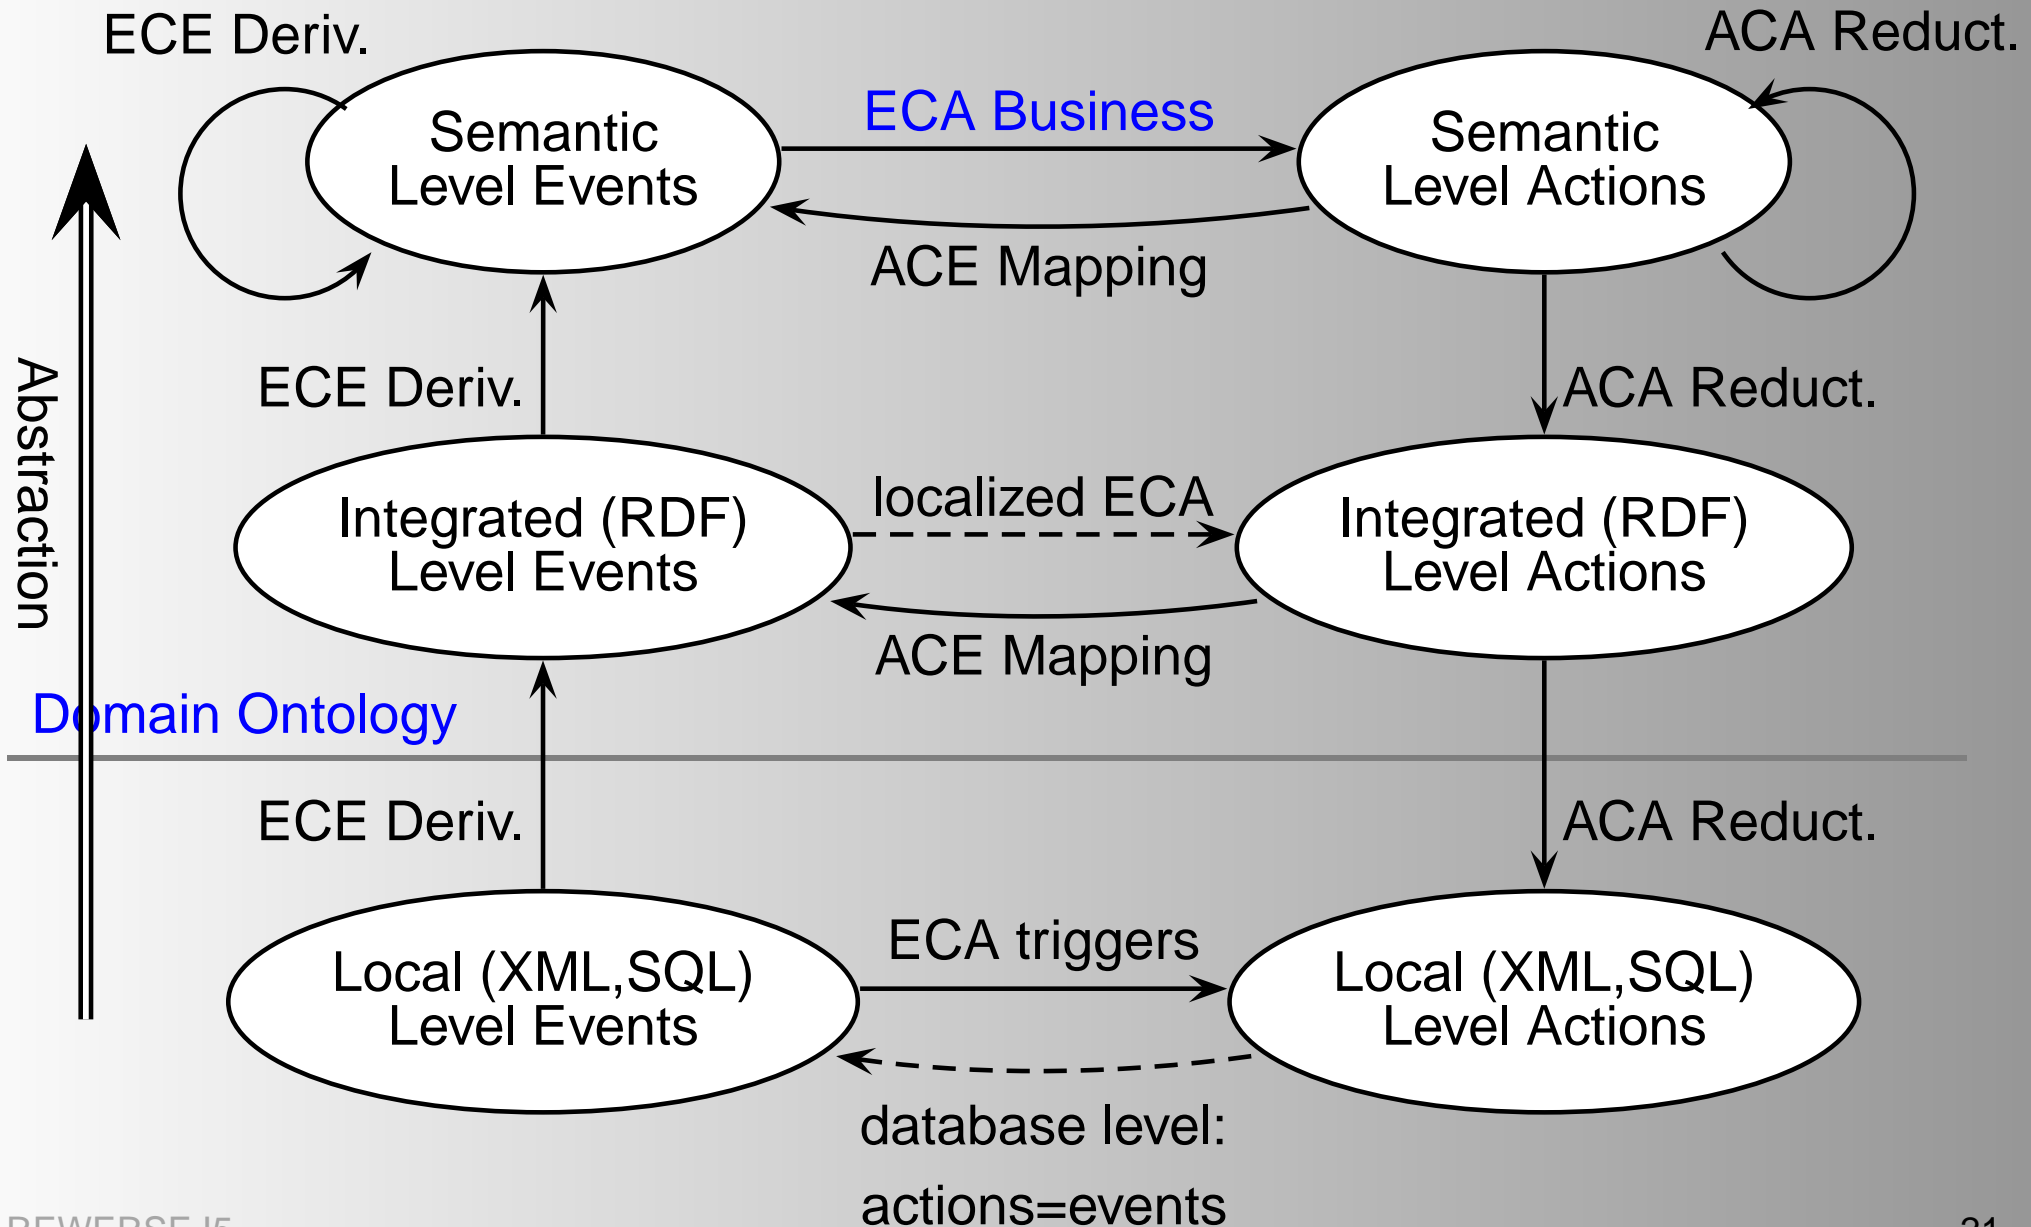 ECE Deriv.
ACA Reduct.
Semantic
Level Events
ECA Business
Semantic
Level Actions
ACE Mapping
Abstraction
ECE Deriv.
ACA Reduct.
Integrated (RDF)
Level Events
localized ECA
Integrated (RDF)
Level Actions
ACE Mapping
Domain Ontology
ECE Deriv.
ACA Reduct.
Local (XML,SQL)
Level Events
ECA triggers
Local (XML,SQL)
Level Actions
database level:
actions=events